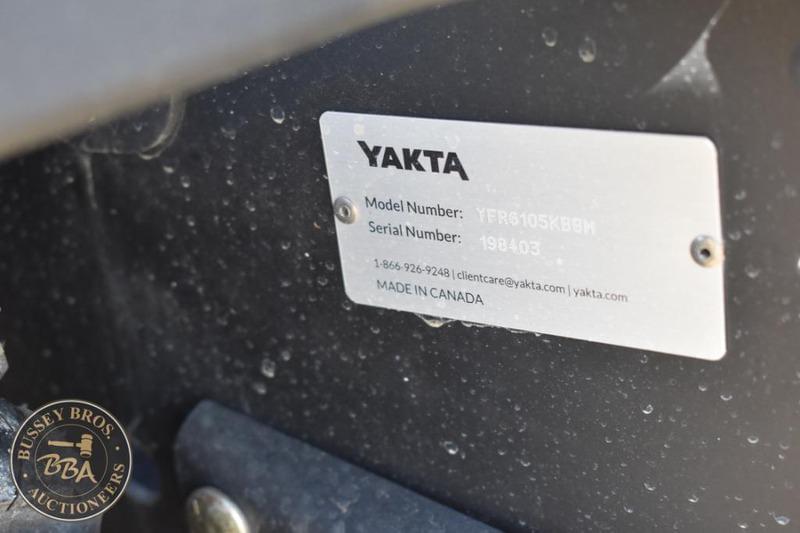 YAKTA
Model Number: YFR6105KBBM
Serial Number: 198403
1-866-926-9248 | clientcare@yakta.com | yakta.com
MADE IN CANADA
BUSSEY BROS.
BBA
AUCTIONEERS